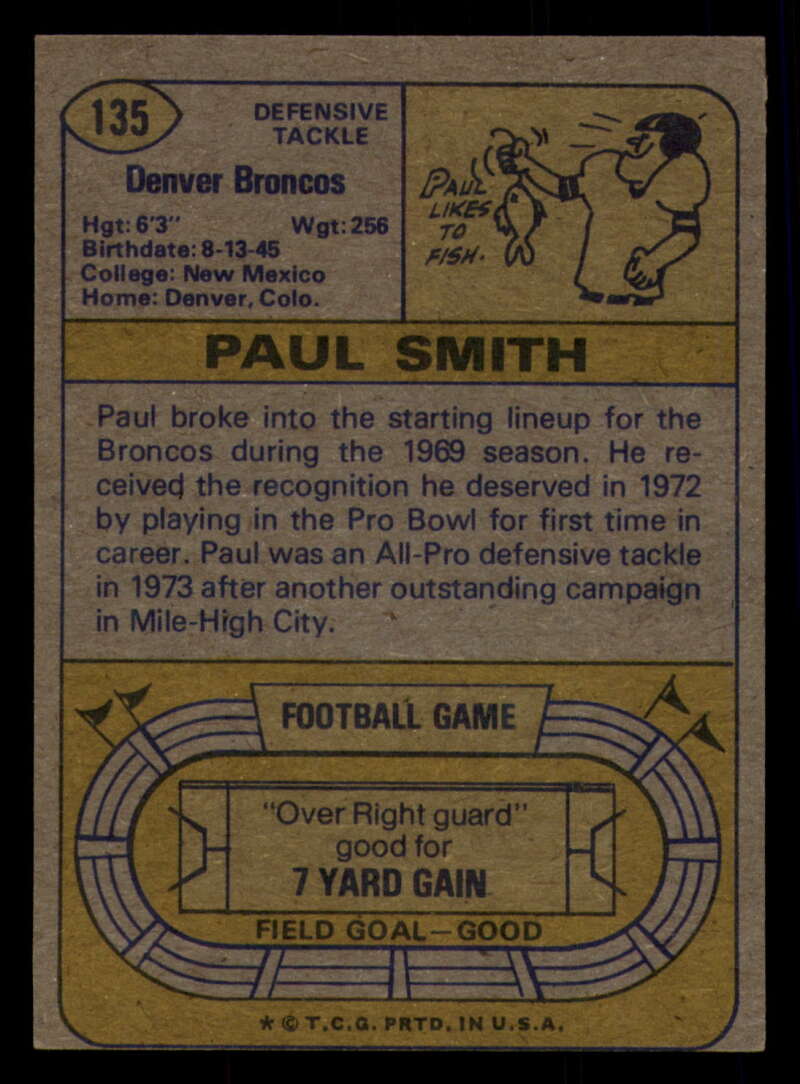 135
DEFENSIVE
TACKLE
Denver Broncos
Hgt: 6'3" Wgt: 256
Birthdate: 8-13-45
College: New Mexico
Home: Denver, Colo.
PAUL
LIKES
TO
FISH.
PAUL SMITH
Paul broke into the starting lineup for the
Broncos during the 1969 season. He re-
ceived the recognition he deserved in 1972
by playing in the Pro Bowl for first time in
career. Paul was an All-Pro defensive tackle
in 1973 after another outstanding campaign
in Mile-High City.
FOOTBALL GAME
"Over Right guard"
good for
7 YARD GAIN
FIELD GOAL—GOOD
* © T.C.G. PRTD. IN U.S.A.